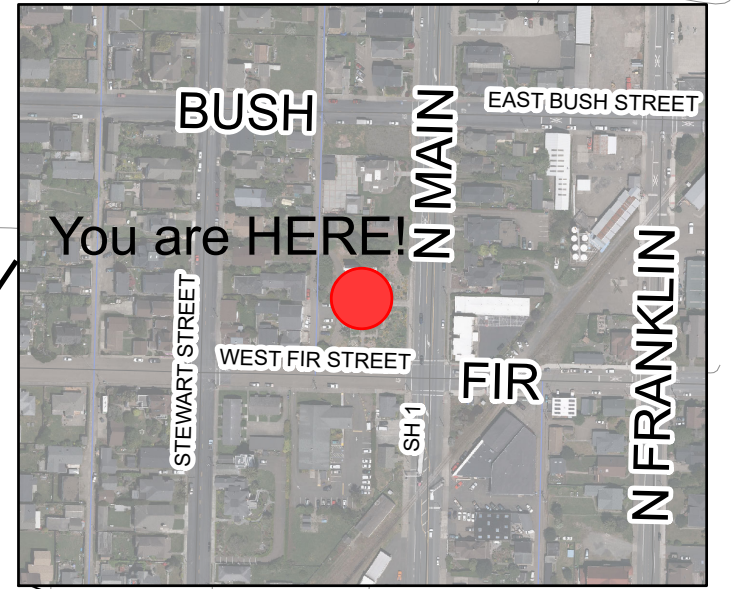 BUSH
EAST BUSH STREET
N MAIN
You are HERE!
STEWART STREET
WEST FIR STREET
FIR
SH 1
N FRANKLIN